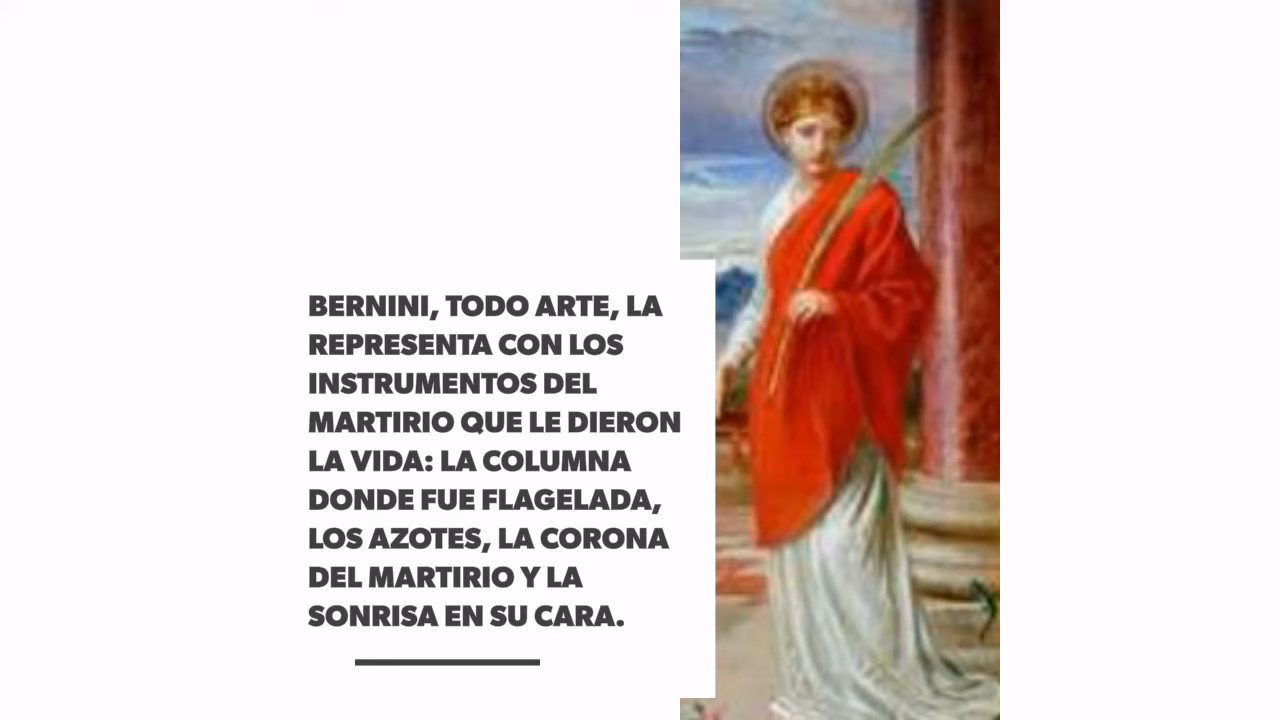 BERNINI, TODO ARTE, LA
REPRESENTA CON LOS
INSTRUMENTOS DEL
MARTIRIO QUE LE DIERON
LA VIDA: LA COLUMNA
DONDE FUE FLAGELADA,
LOS AZOTES, LA CORONA
DEL MARTIRIO Y LA
SONRISA EN SU CARA.